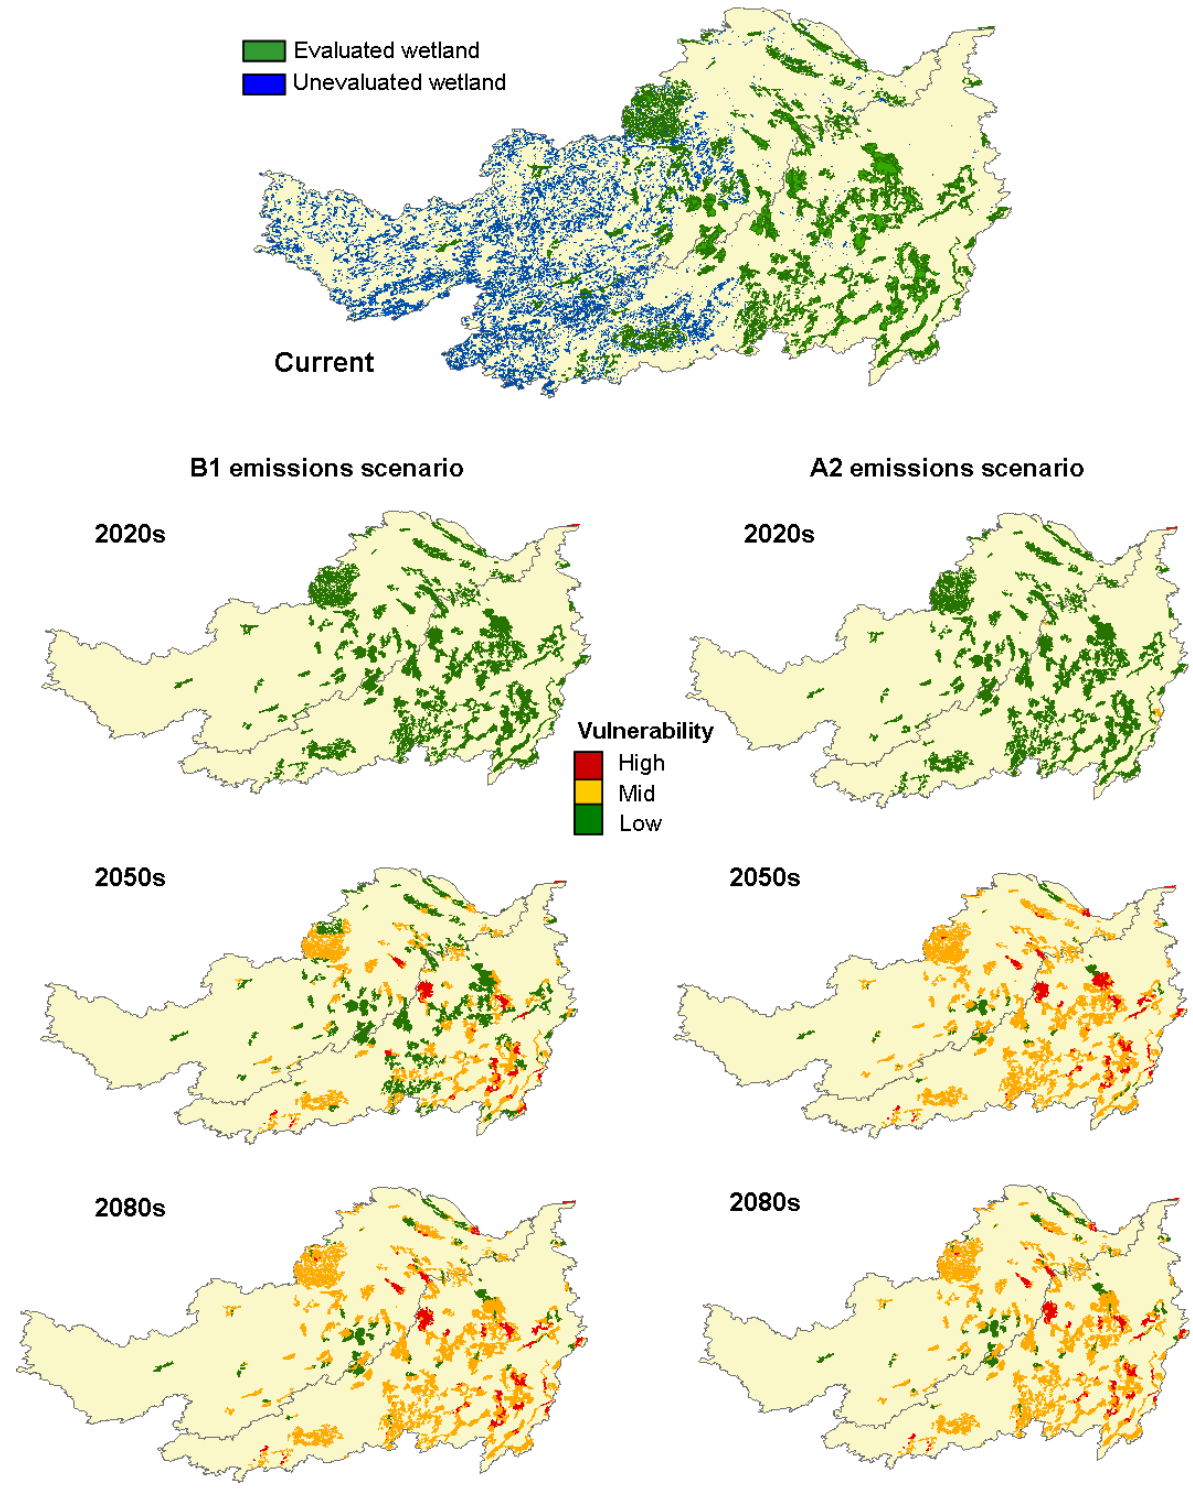 Evaluated wetland
Unevaluated wetland
Current
B1 emissions scenario
A2 emissions scenario
2020s
2020s
Vulnerability
High
Mid
Low
2050s
2050s
2080s
2080s